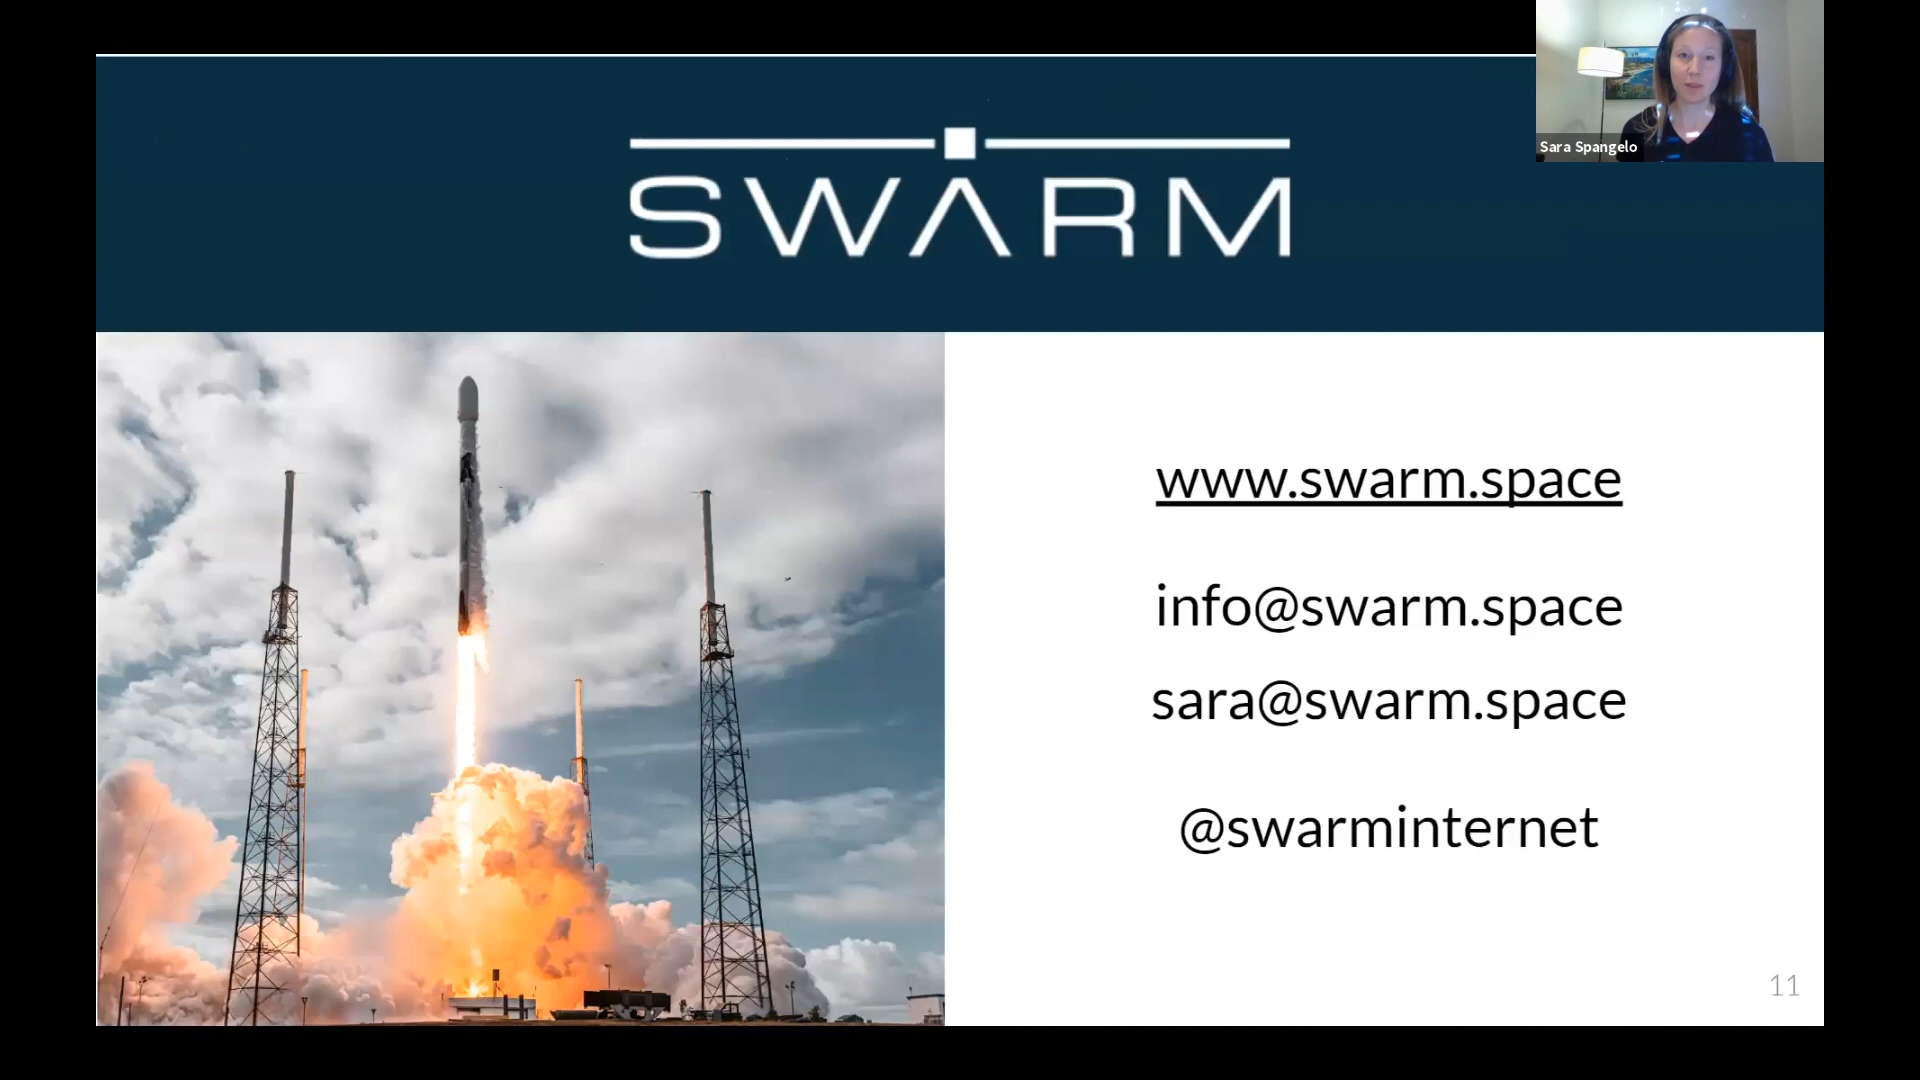 SWARM
Sara Spangelo
www.swarm.space
info@swarm.space
sara@swarm.space
@swarminternet
11